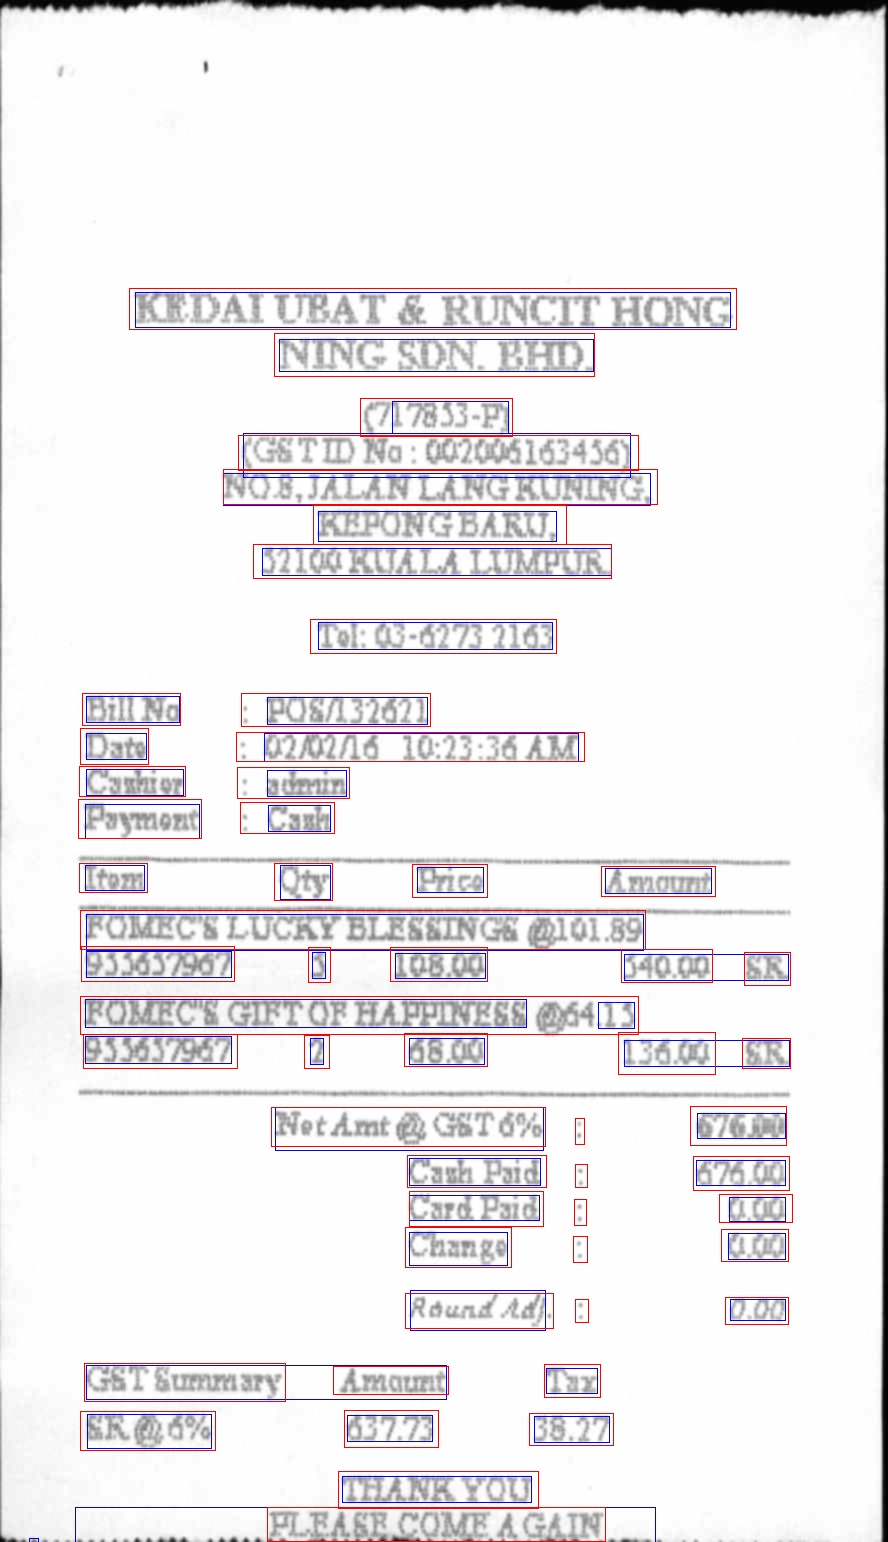 KEDAI UBAT & RUNCIT HONG
NING SDN. BHD.
(717853-P)
(GST ID No : 002006163456)
NO.8, JALAN LANG KUNING,
KEPONG BARU,
52100 KUALA LUMPUR.
Tel: 03-6273 2163
Bill No : POS/132621
Date : 02/02/16 10:23:36 AM
Cashier : admin
Payment : Cash
Item Qty Price Amount
FOMEC'S LUCKY BLESSINGS @101.89
955657967 5 108.00 540.00 SR
FOMEC'S GIFT OF HAPPINESS @64.15
955657967 2 68.00 136.00 SR
Net Amt @ GST 6% : 676.00
Cash Paid : 676.00
Card Paid : 0.00
Change : 0.00
Round Adj. : 0.00
GST Summary Amount Tax
SR @ 6% 637.73 38.27
THANK YOU
PLEASE COME AGAIN